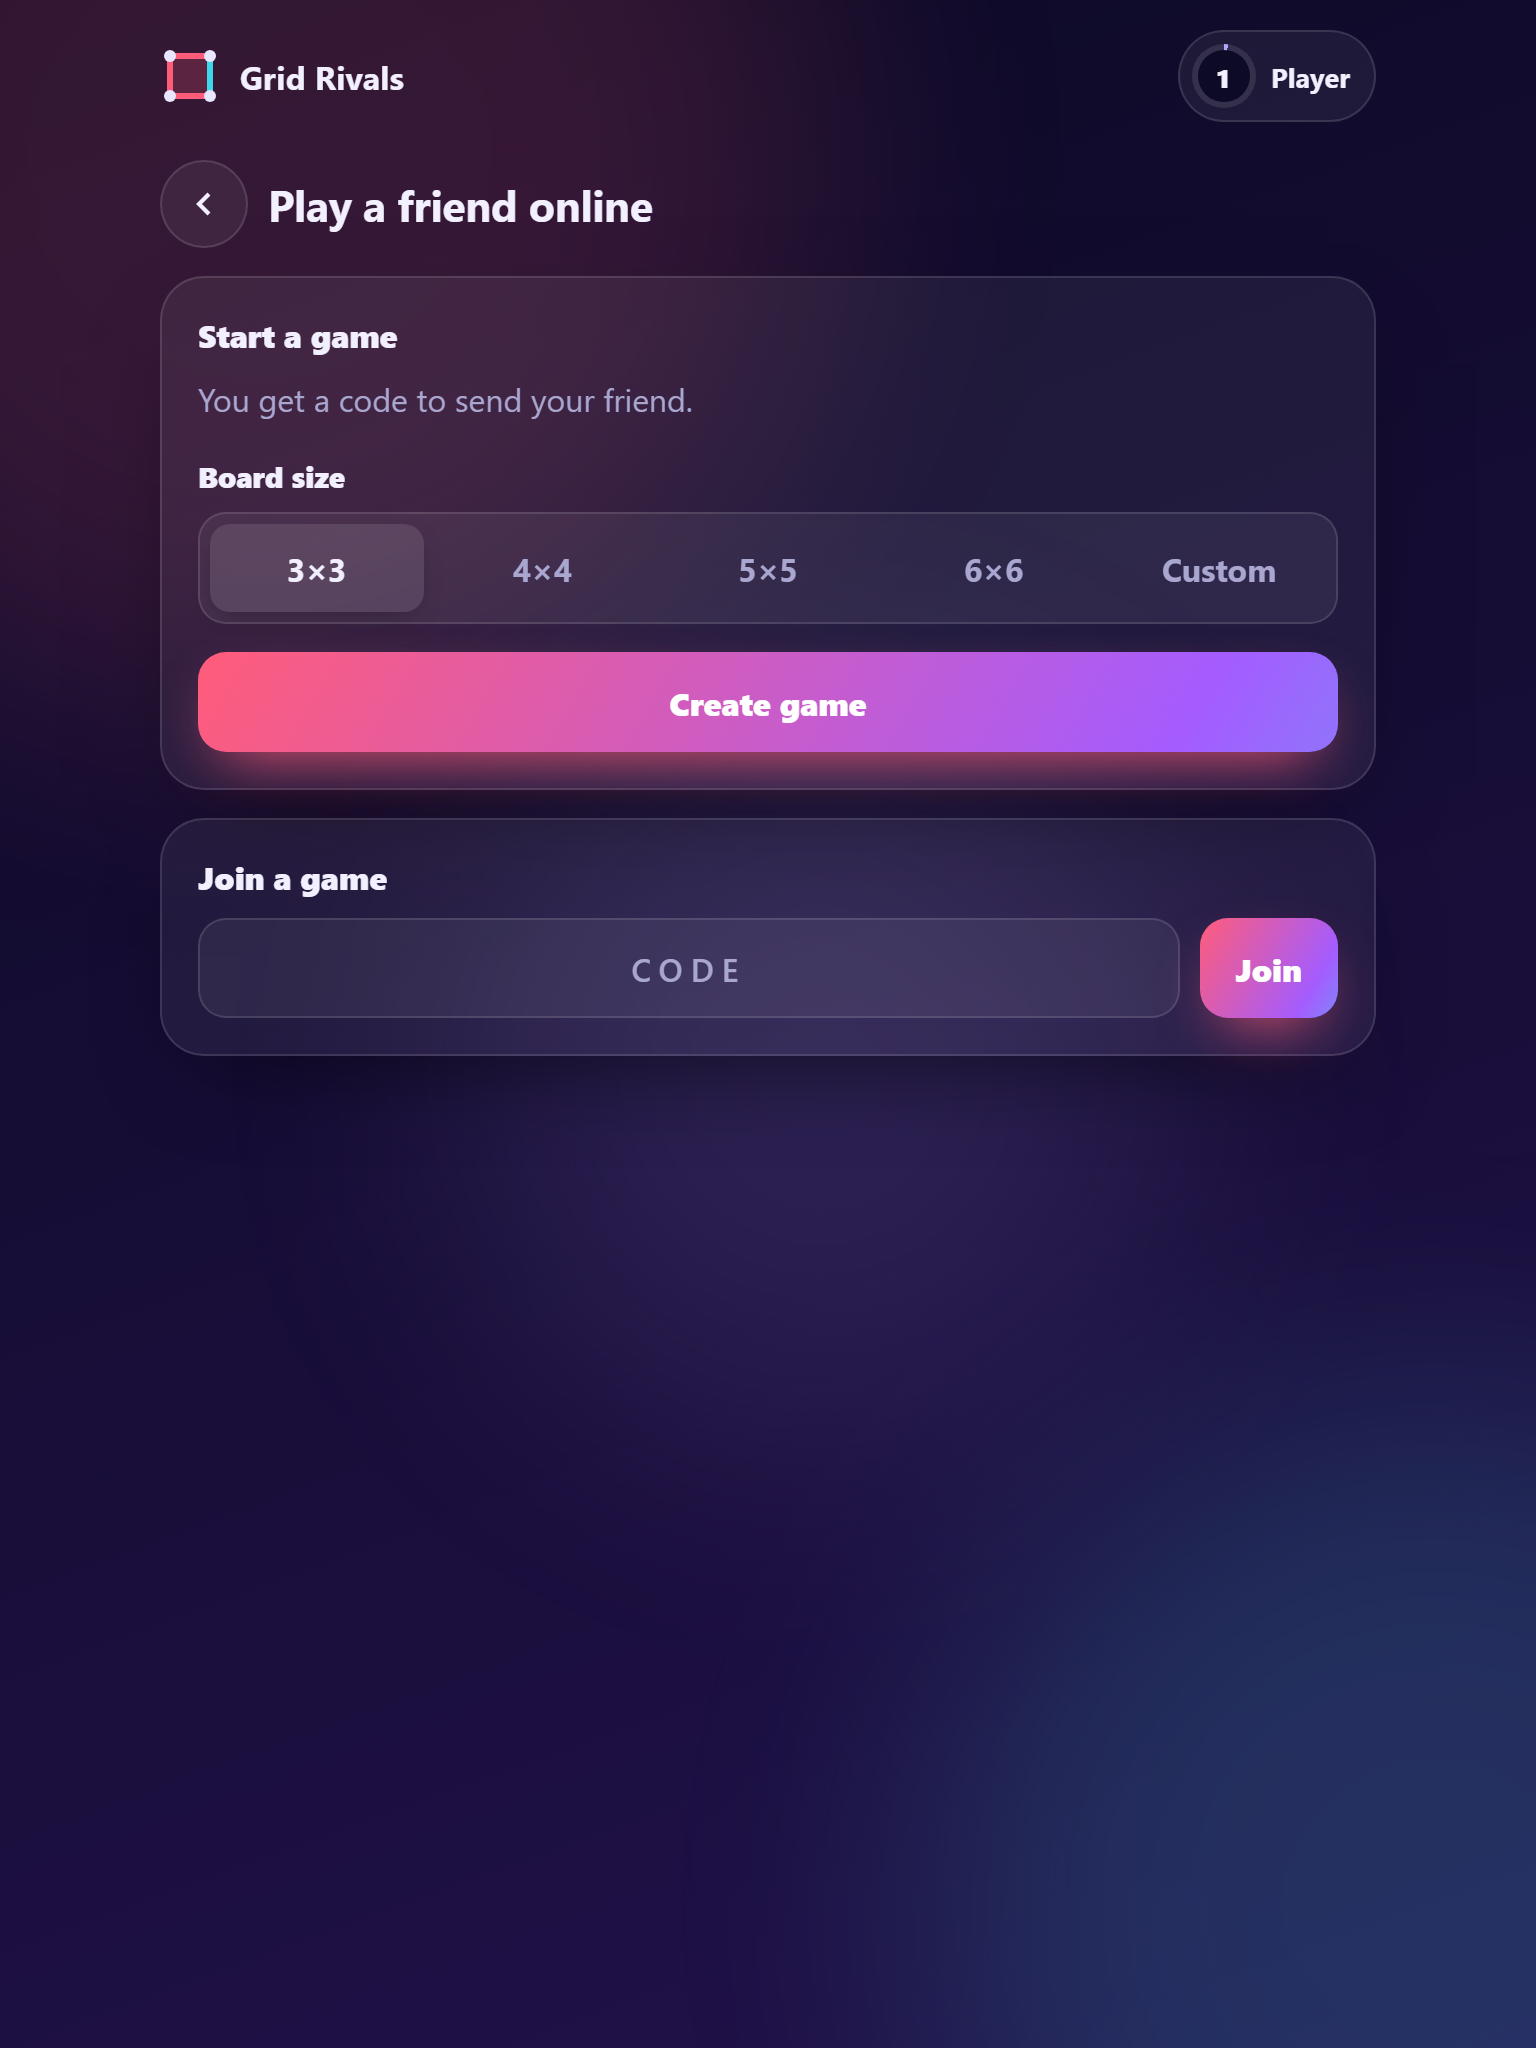 Grid Rivals
1 Player
Play a friend online
Start a game
You get a code to send your friend.
Board size
3×3 4×4 5×5 6×6 Custom
Create game
Join a game
CODE Join